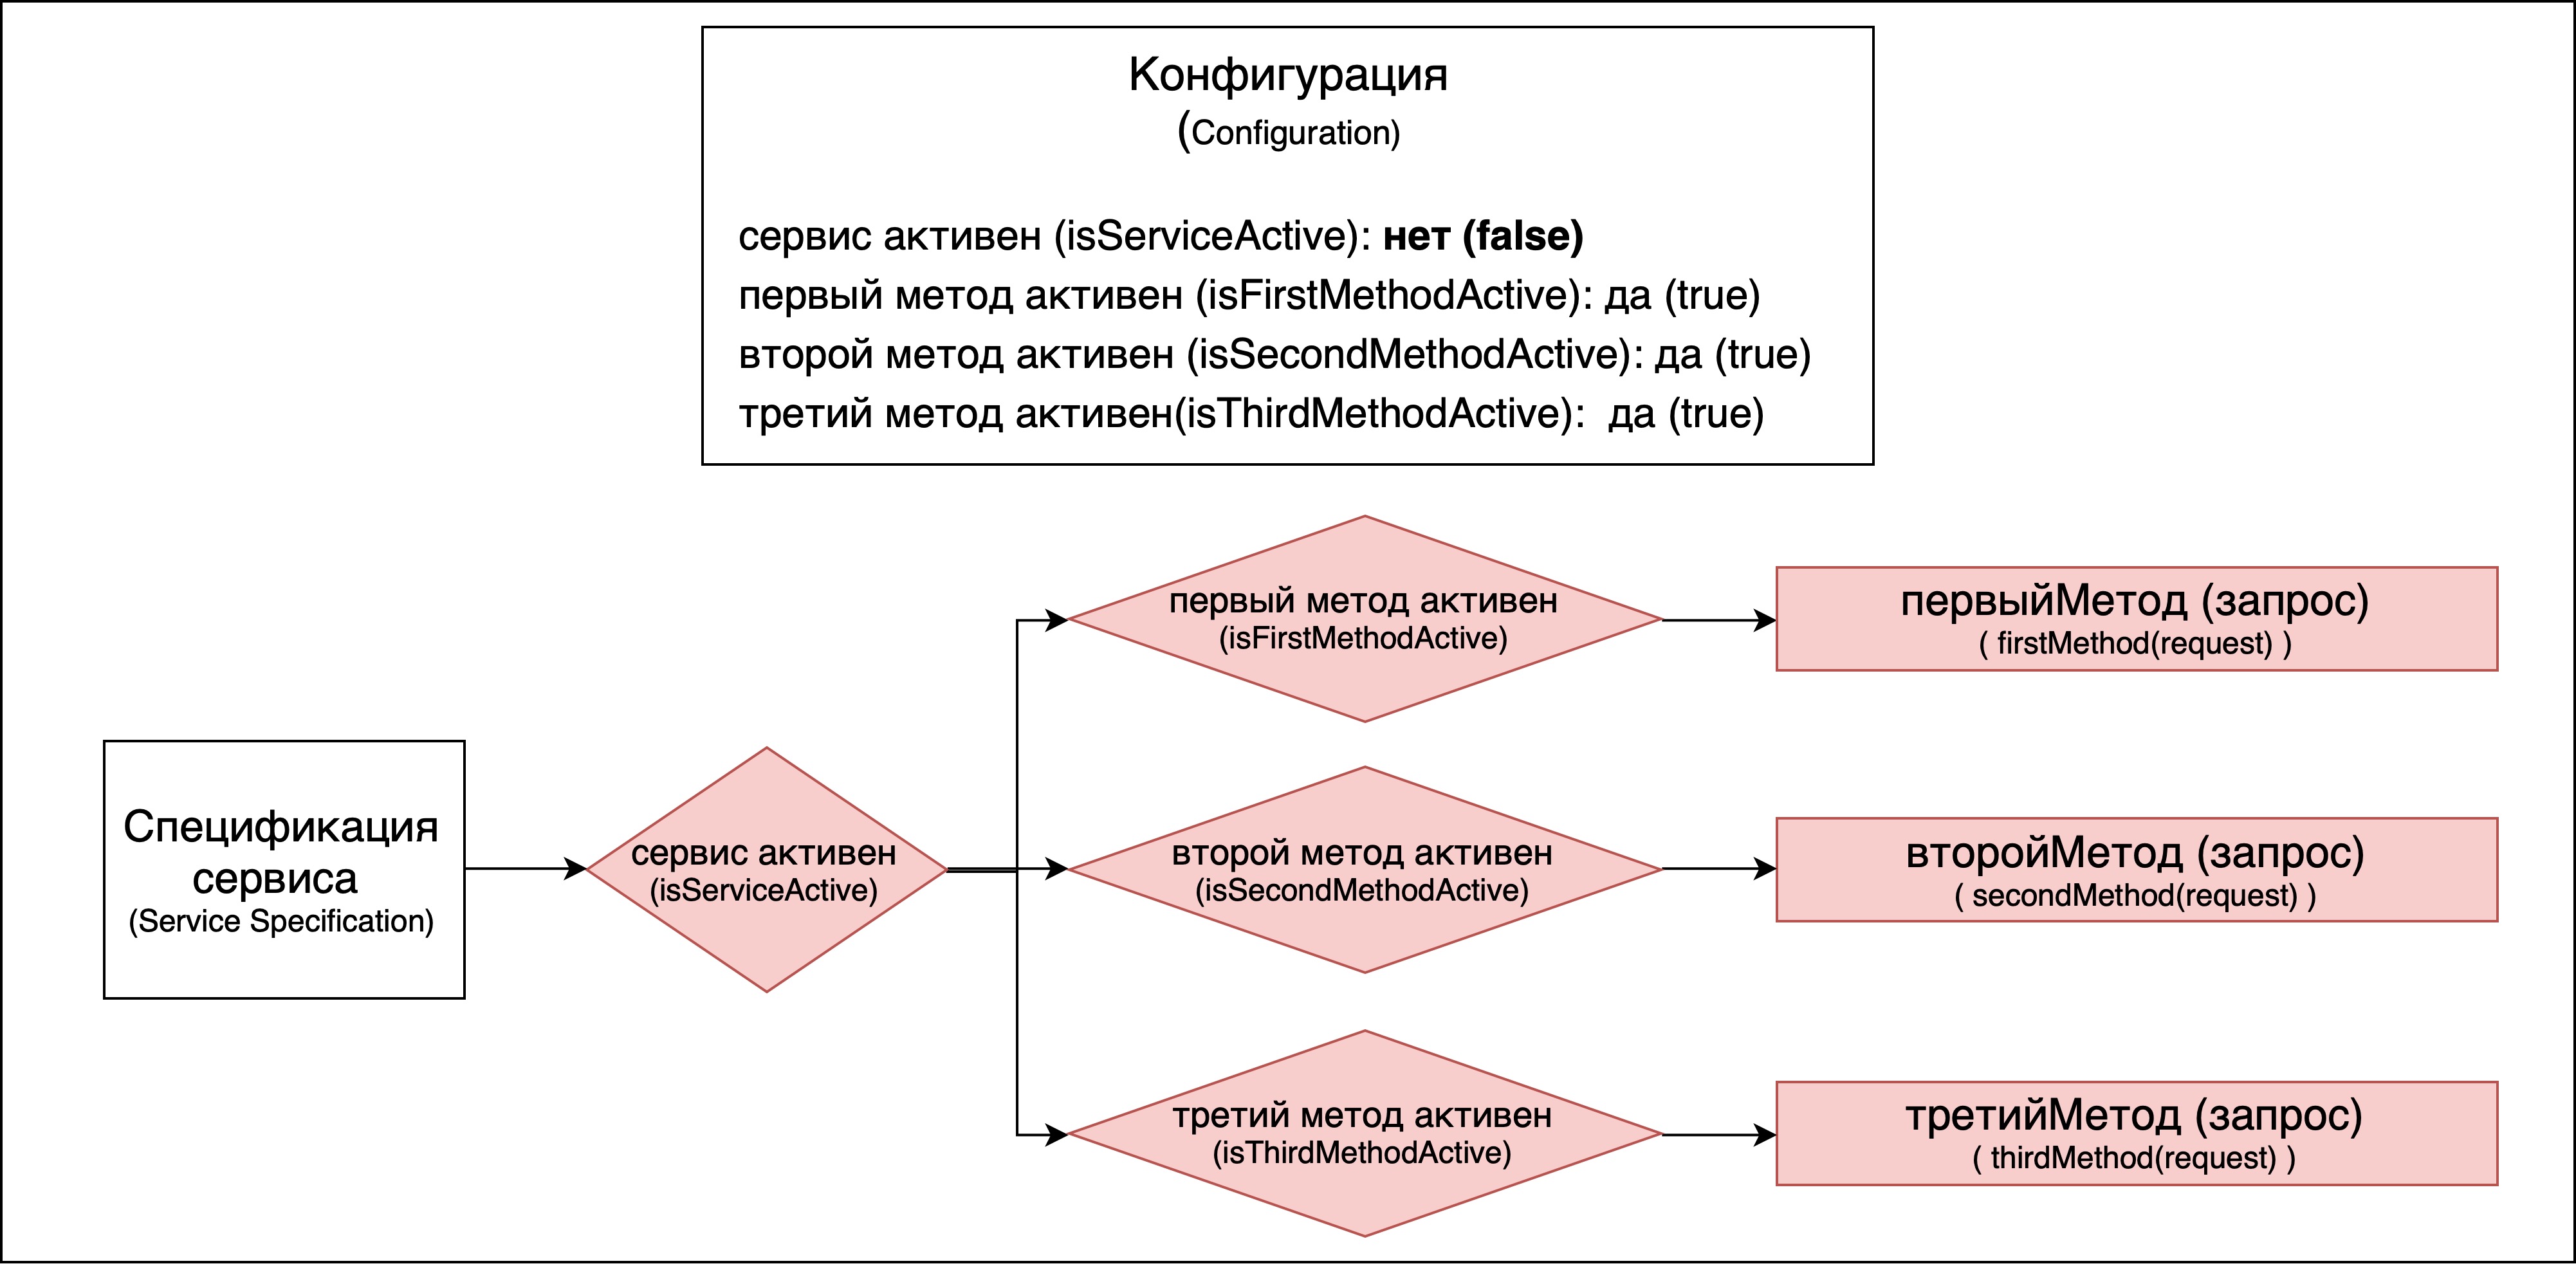 Конфигурация
(Configuration)
сервис активен (isServiceActive): нет (false)
первый метод активен (isFirstMethodActive): да (true)
второй метод активен (isSecondMethodActive): да (true)
третий метод активен(isThirdMethodActive):  да (true)
Спецификация
сервиса
(Service Specification)
сервис активен
(isServiceActive)
первый метод активен
(isFirstMethodActive)
первыйМетод (запрос)
( firstMethod(request) )
второй метод активен
(isSecondMethodActive)
второйМетод (запрос)
( secondMethod(request) )
третий метод активен
(isThirdMethodActive)
третийМетод (запрос)
( thirdMethod(request) )